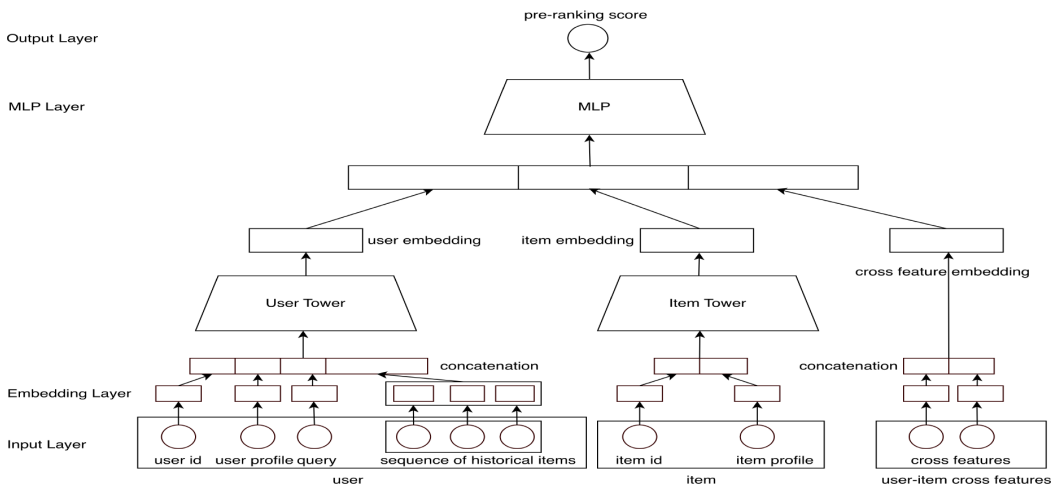 pre-ranking score
Output Layer
MLP Layer
MLP
user embedding
item embedding
cross feature embedding
User Tower
Item Tower
concatenation
concatenation
Embedding Layer
Input Layer
user id
user profile
query
sequence of historical items
item id
item profile
cross features
user
item
user-item cross features